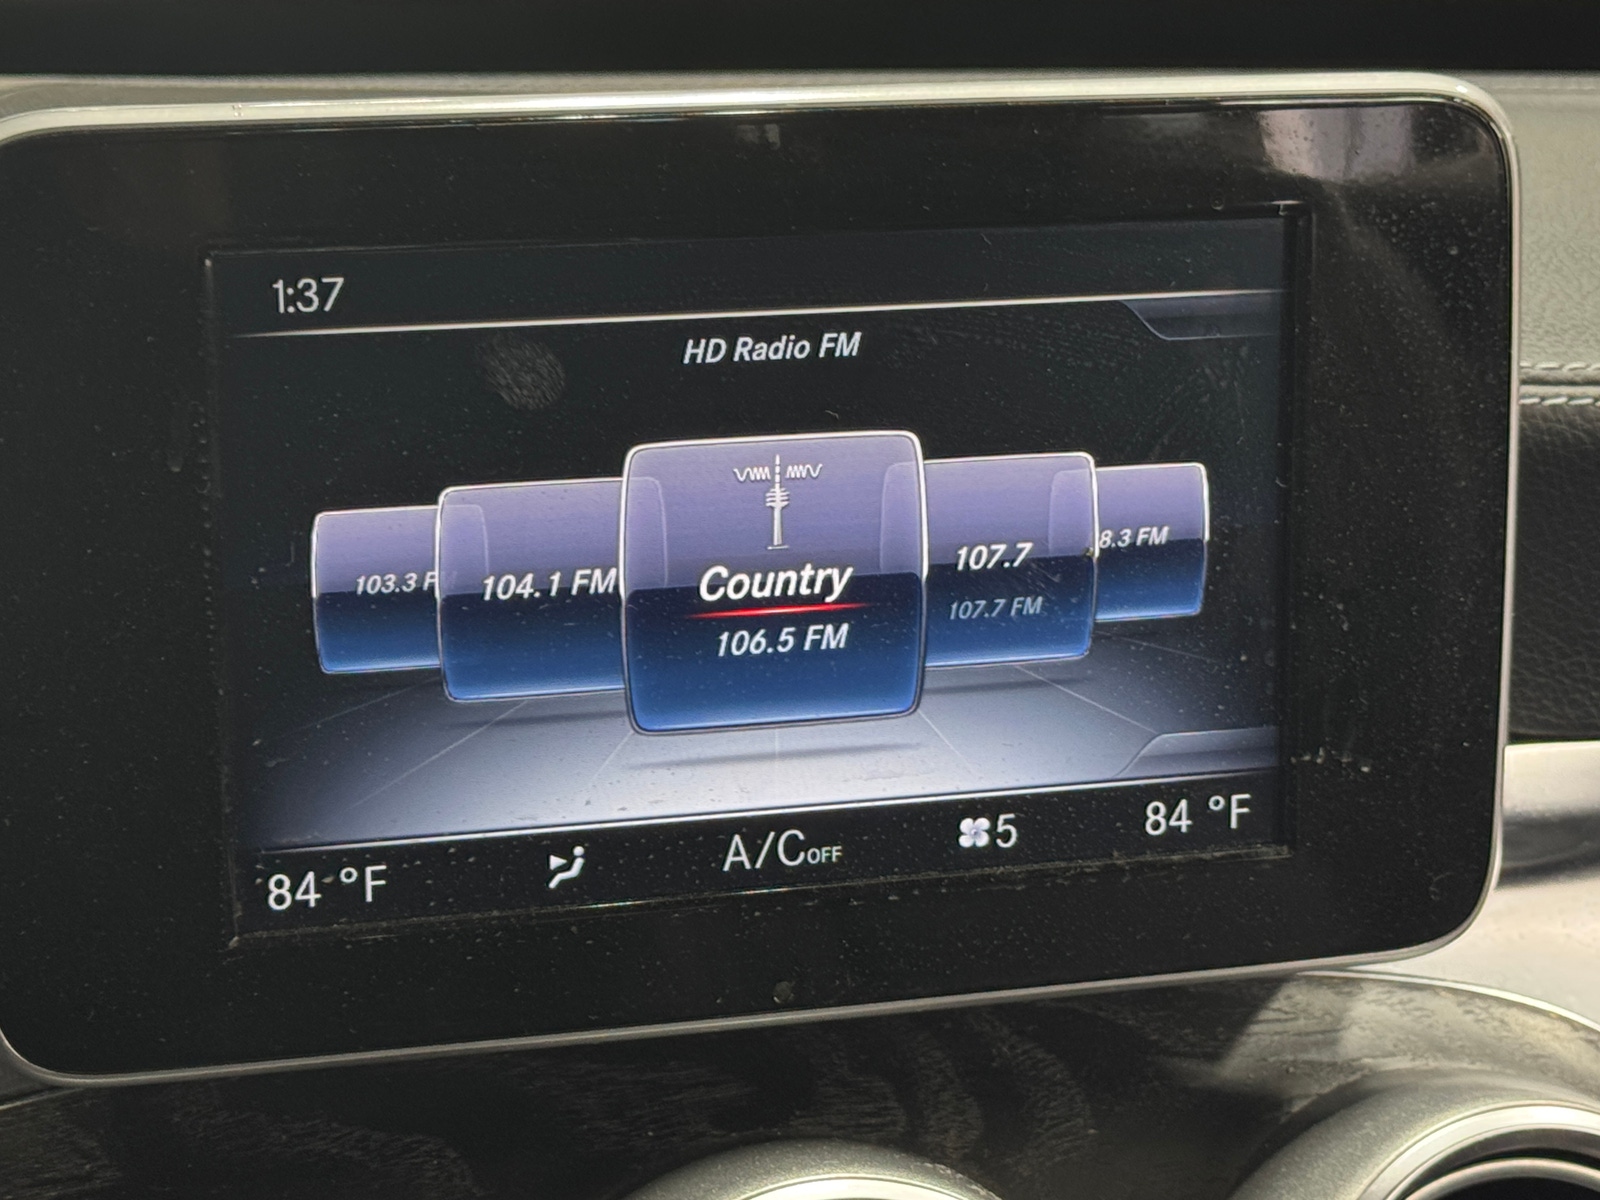 1:37
HD Radio FM
103.3 F
104.1 FM
Country
106.5 FM
107.7
107.7 FM
8.3 FM
84 °F
A/C OFF
5
84 °F